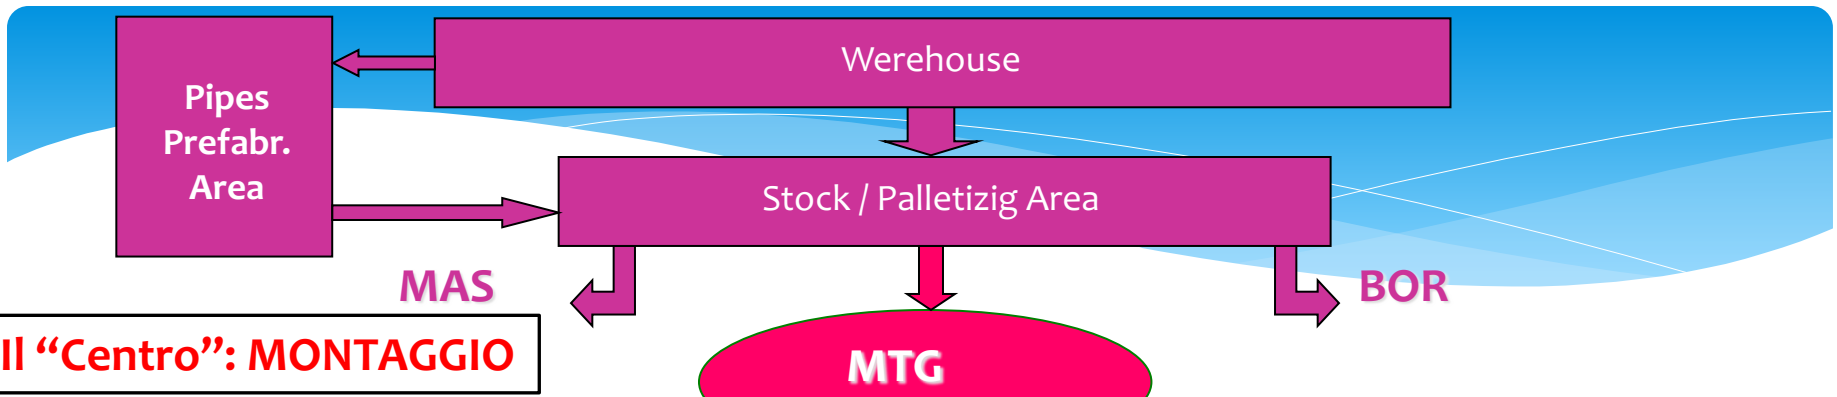 Werehouse
Pipes
Prefabr.
Area
Stock / Palletizig Area
MAS
BOR
Il “Centro”: MONTAGGIO
MTG